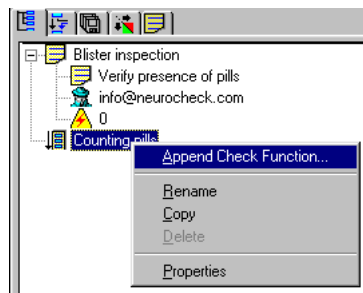 Blister inspection
Verify presence of pills
info@neurocheck.com
0
Counting pills
Append Check Function...
Rename
Copy
Delete
Properties